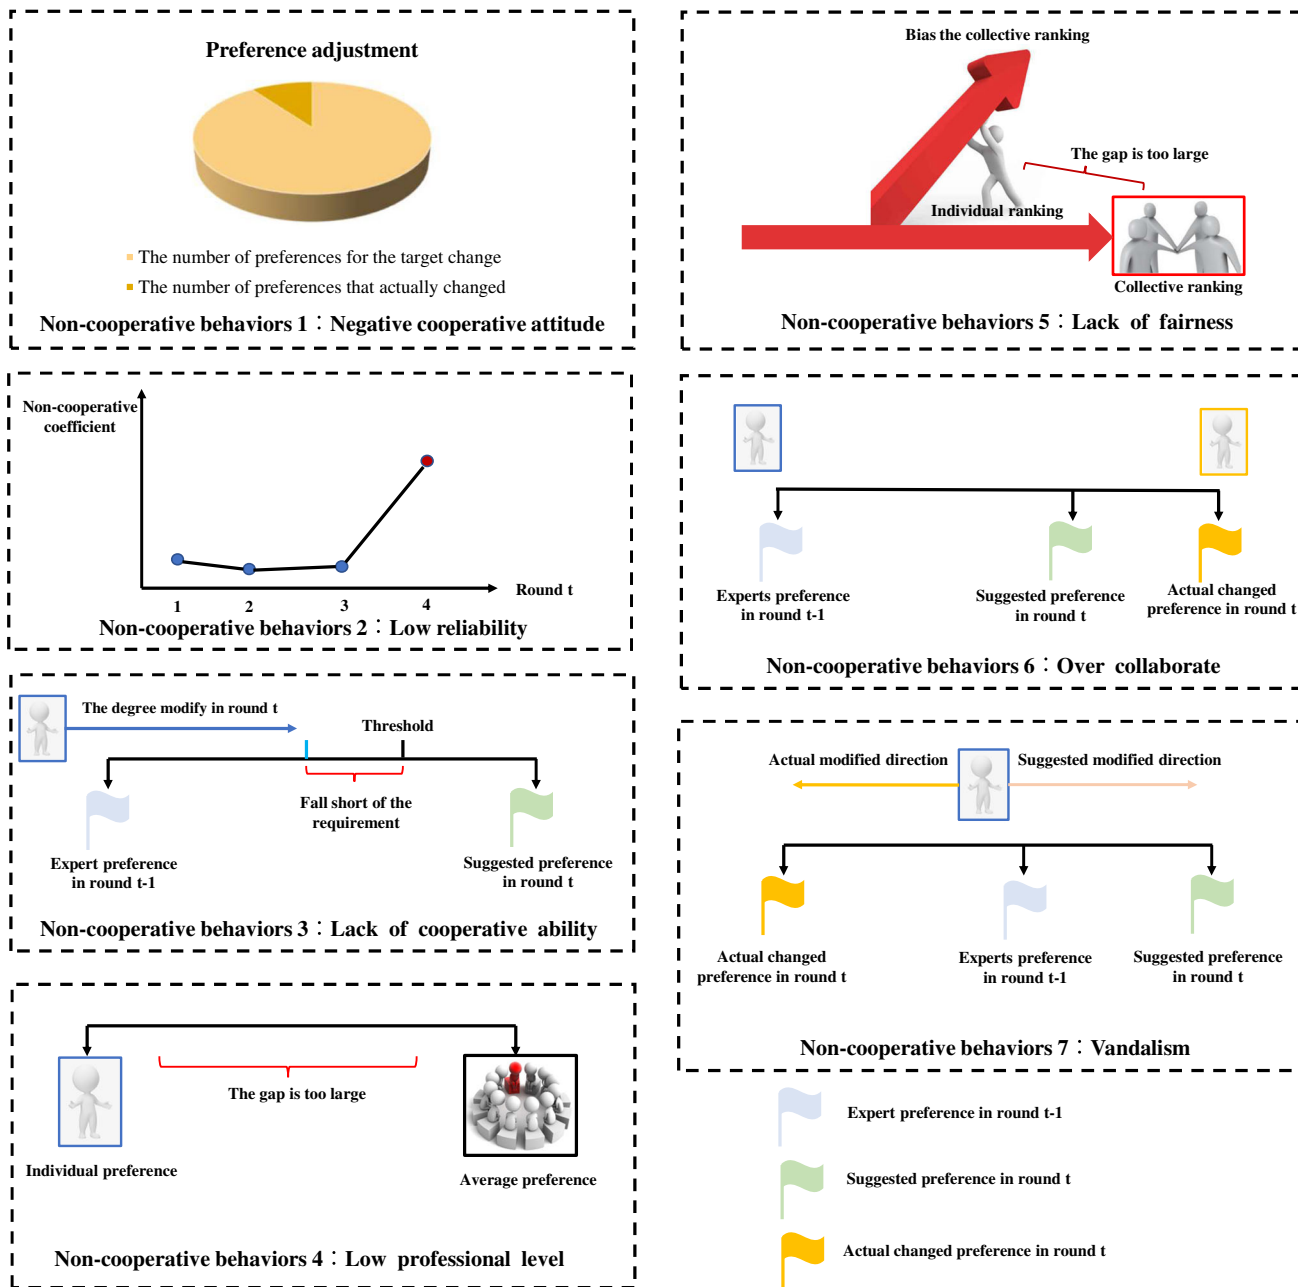 Preference adjustment
The number of preferences for the target change
The number of preferences that actually changed
Non-cooperative behaviors 1：Negative cooperative attitude
Non-cooperative
coefficient
Round t
1
2
3
4
Non-cooperative behaviors 2：Low reliability
The degree modify in round t
Threshold
Fall short of the
requirement
Expert preference
in round t-1
Suggested preference
in round t
Non-cooperative behaviors 3：Lack of cooperative ability
The gap is too large
Individual preference
Average preference
Non-cooperative behaviors 4：Low professional level
Bias the collective ranking
The gap is too large
Individual ranking
Collective ranking
Non-cooperative behaviors 5：Lack of fairness
Experts preference
in round t-1
Suggested preference
in round t
Actual changed
preference in round t
Non-cooperative behaviors 6：Over collaborate
Actual modified direction
Suggested modified direction
Actual changed
preference in round t
Experts preference
in round t-1
Suggested preference
in round t
Non-cooperative behaviors 7：Vandalism
Expert preference in round t-1
Suggested preference in round t
Actual changed preference in round t